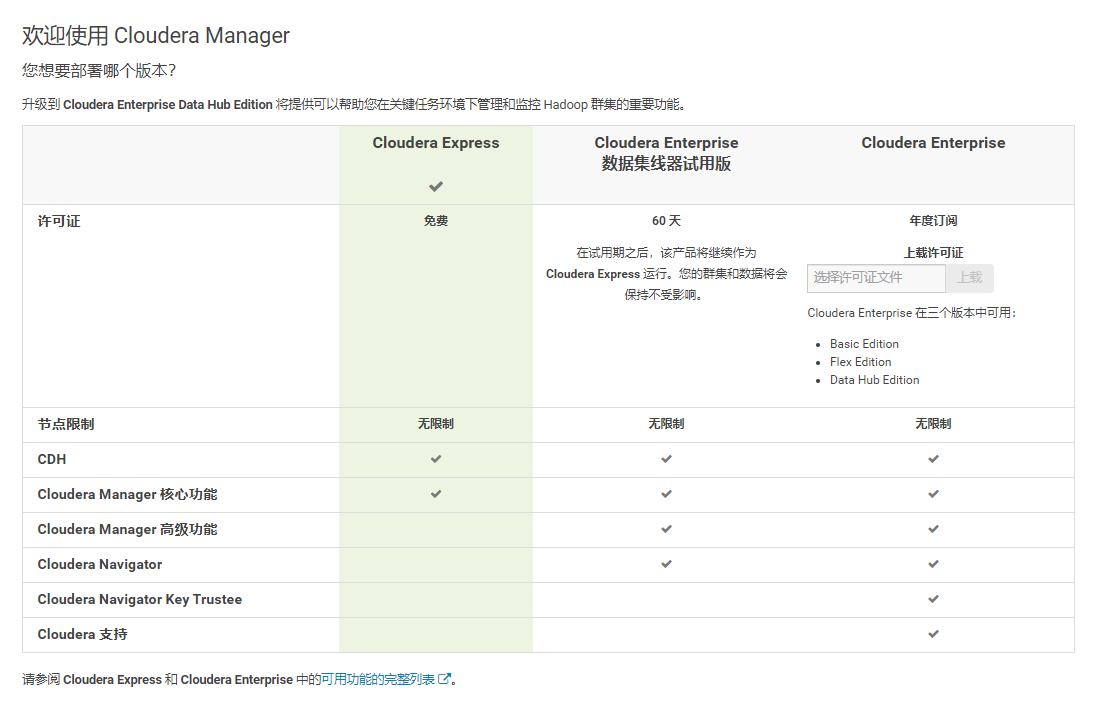 欢迎使用 Cloudera Manager
您想要部署哪个版本?
升级到 Cloudera Enterprise Data Hub Edition 将提供可以帮助您在关键任务环境下管理和监控 Hadoop 群集的重要功能。
Cloudera Express
Cloudera Enterprise
数据集线器试用版
Cloudera Enterprise
✔
许可证
免费
60 天
在试用期之后，该产品将继续作为
Cloudera Express 运行。您的群集和数据将会
保持不受影响。
年度订阅
上载许可证
选择许可证文件 上载
Cloudera Enterprise 在三个版本中可用：
• Basic Edition
• Flex Edition
• Data Hub Edition
节点限制 无限制 无限制 无限制
CDH ✔ ✔ ✔
Cloudera Manager 核心功能 ✔ ✔ ✔
Cloudera Manager 高级功能 ✔ ✔
Cloudera Navigator ✔ ✔
Cloudera Navigator Key Trustee ✔
Cloudera 支持 ✔
请参阅 Cloudera Express 和 Cloudera Enterprise 中的可用功能的完整列表。